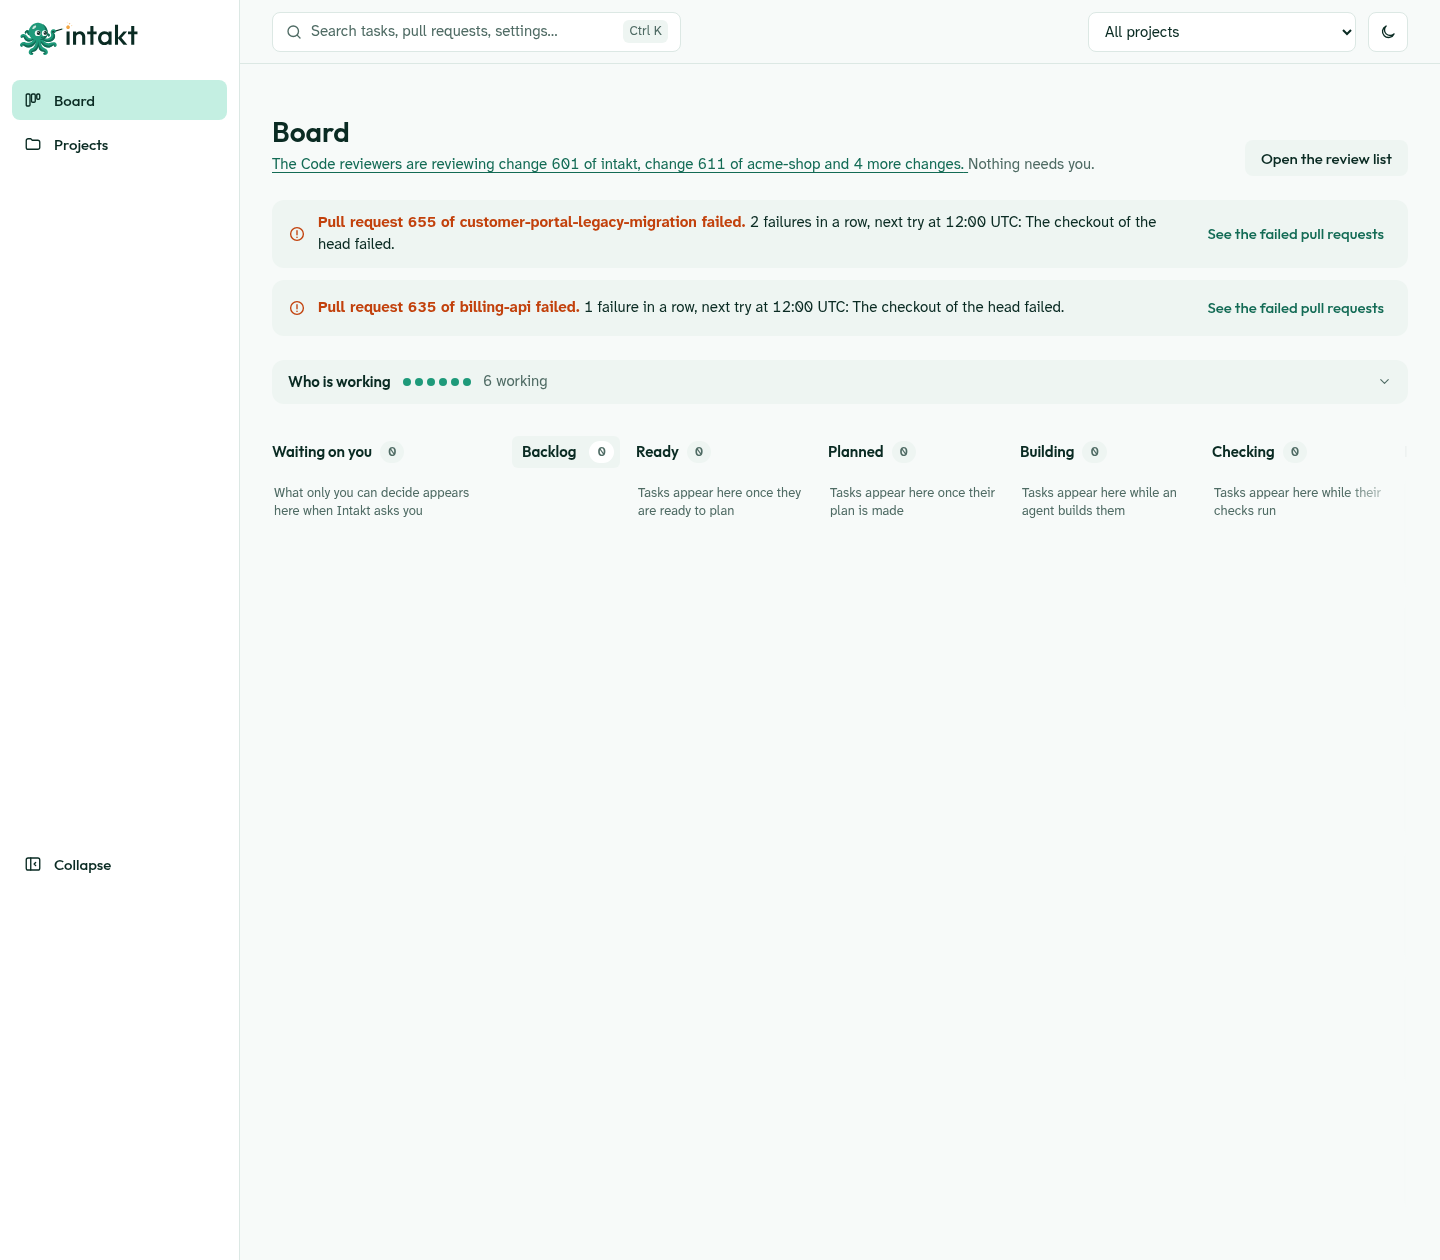 intakt
Search tasks, pull requests, settings...
Ctrl K
All projects
Board
Projects
Collapse
Board
The Code reviewers are reviewing change 601 of intakt, change 611 of acme-shop and 4 more changes. Nothing needs you.
Open the review list
Pull request 655 of customer-portal-legacy-migration failed. 2 failures in a row, next try at 12:00 UTC: The checkout of the
head failed.
See the failed pull requests
Pull request 635 of billing-api failed. 1 failure in a row, next try at 12:00 UTC: The checkout of the head failed.
See the failed pull requests
Who is working
6 working
Waiting on you 0
What only you can decide appears
here when Intakt asks you
Backlog 0
Ready 0
Tasks appear here once they
are ready to plan
Planned 0
Tasks appear here once their
plan is made
Building 0
Tasks appear here while an
agent builds them
Checking 0
Tasks appear here while their
checks run